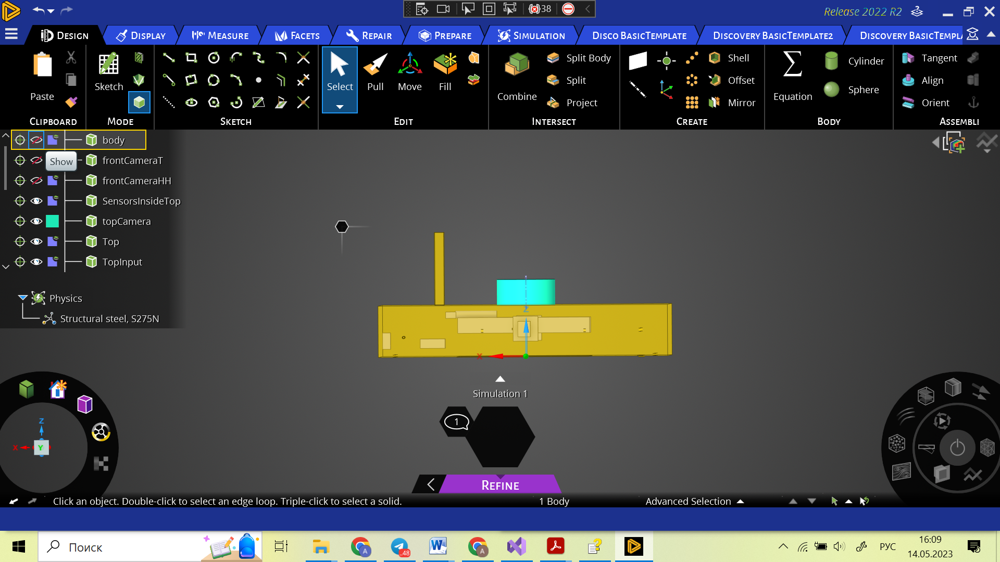 38
Release 2022 R2
Design
Display
Measure
Facets
Repair
Prepare
Simulation
Disco BasicTemplate
Discovery BasicTemplate2
Discovery BasicTempla
Paste
Clipboard
Sketch
Mode
Sketch
Select
Pull
Move
Fill
Edit
Combine
Split Body
Split
Project
Intersect
Shell
Offset
Mirror
Create
Equation
Cylinder
Sphere
Body
Tangent
Align
Orient
Assembli
body
Show
frontCameraT
frontCameraHH
SensorsInsideTop
topCamera
Top
TopInput
Physics
Structural steel, S275N
Z
X
Simulation 1
1
Z
X
Y
Refine
Click an object. Double-click to select an edge loop. Triple-click to select a solid.
1 Body
Advanced Selection
Поиск
A
..48
A
РУС
16:09
14.05.2023